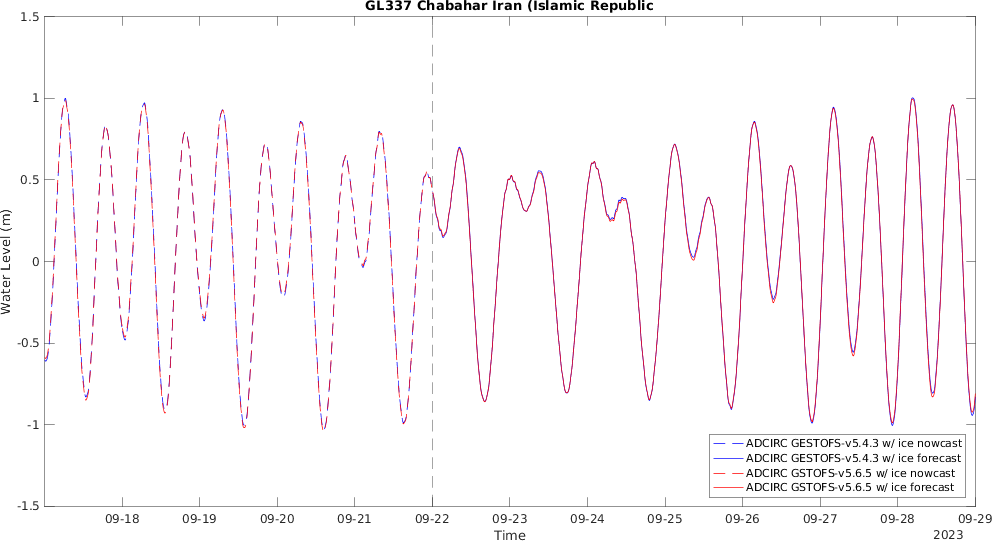 GL337 Chabahar Iran (Islamic Republic
1.5
1
0.5
0
-0.5
-1
-1.5
Water Level (m)
ADCIRC GESTOFS-v5.4.3 w/ ice nowcast
ADCIRC GESTOFS-v5.4.3 w/ ice forecast
ADCIRC GSTOFS-v5.6.5 w/ ice nowcast
ADCIRC GSTOFS-v5.6.5 w/ ice forecast
09-18 09-19 09-20 09-21 09-22 09-23 09-24 09-25 09-26 09-27 09-28 09-29
Time
2023